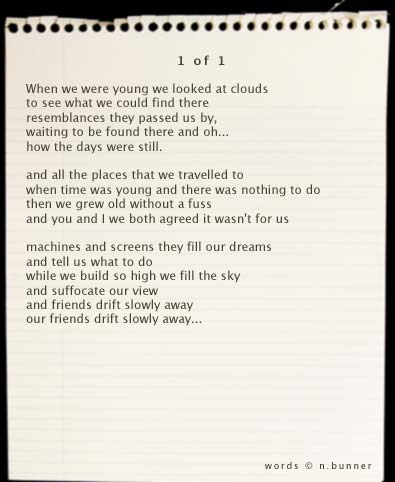 1 of 1
When we were young we looked at clouds
to see what we could find there
resemblances they passed us by,
waiting to be found there and oh...
how the days were still.
and all the places that we travelled to
when time was young and there was nothing to do
then we grew old without a fuss
and you and I we both agreed it wasn't for us
machines and screens they fill our dreams
and tell us what to do
while we build so high we fill the sky
and suffocate our view
and friends drift slowly away
our friends drift slowly away...
words © n.bunner